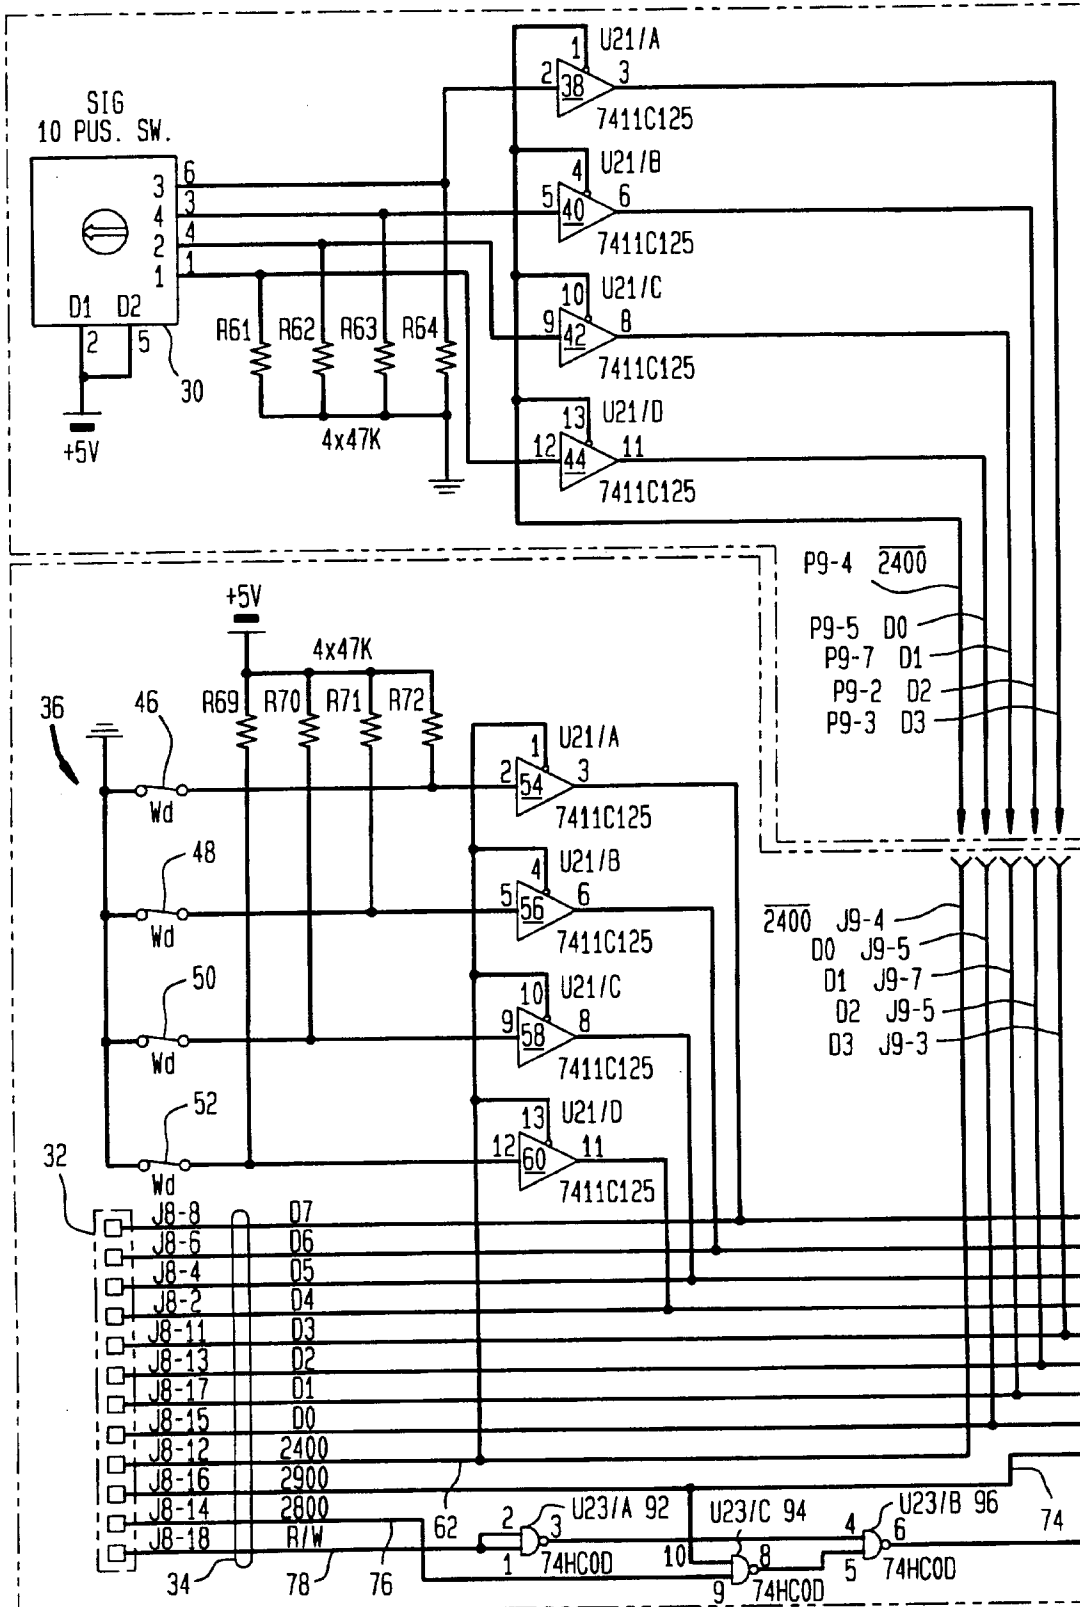 U21/A
1
2 38 3
7411C125
SIG
10 PUS. SW.
U21/B
4
5 40 6
7411C125
3 6
4 3
2 4
1 1
D1 D2
2 5
30
+5V
R61 R62 R63 R64
4x47K
U21/C
10
9 42 8
7411C125
U21/D
13
12 44 11
7411C125
P9-4 2400
P9-5 D0
P9-7 D1
P9-2 D2
P9-3 D3
+5V
4x47K
R69 R70 R71 R72
36
46
Wd
48
Wd
50
Wd
52
Wd
U21/A
1
2 54 3
7411C125
U21/B
4
5 56 6
7411C125
U21/C
10
9 58 8
7411C125
U21/D
13
12 60 11
7411C125
2400 J9-4
D0 J9-5
D1 J9-7
D2 J9-5
D3 J9-3
32
J8-8 D7
J8-6 D6
J8-4 D5
J8-2 D4
J8-11 D3
J8-13 D2
J8-17 D1
J8-15 D0
J8-12 2400
J8-16 2900
J8-14 2800
J8-18 R/W
34 78 76 62
2 U23/A 92
3
1 74HC0D
U23/C 94
10 8
9 74HC0D
U23/B 96
4 6
5 74HC0D
74